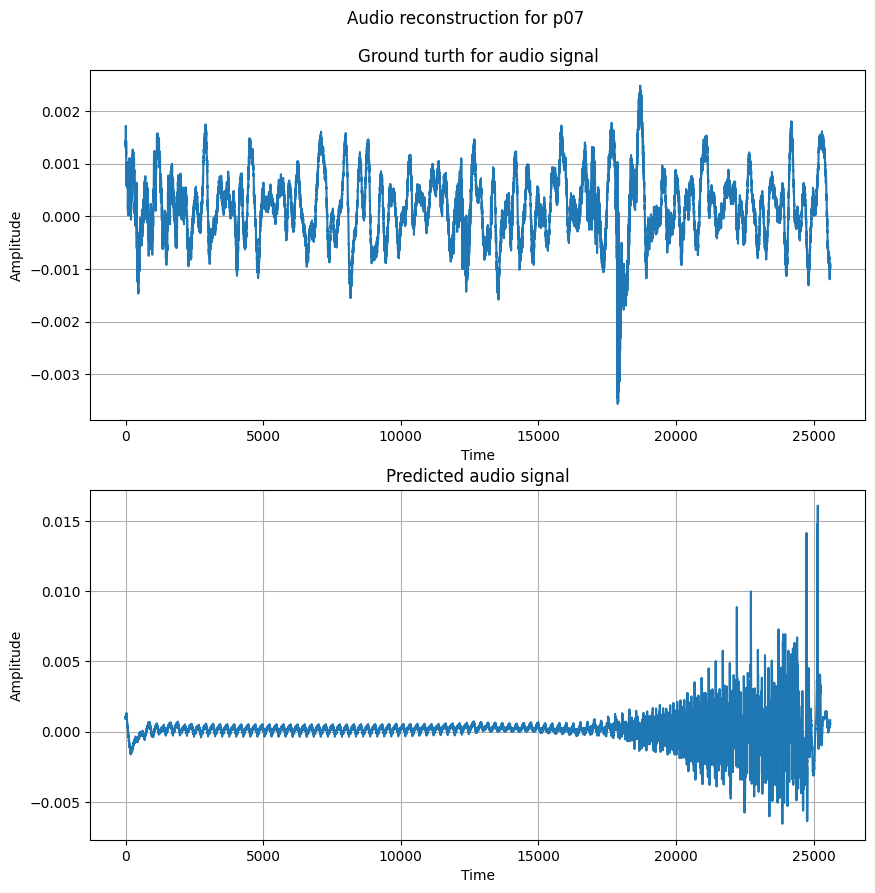 Audio reconstruction for p07
Ground turth for audio signal
0.002
0.001
0.000
−0.001
−0.002
−0.003
Amplitude
0 5000 10000 15000 20000 25000
Time
Predicted audio signal
0.015
0.010
0.005
0.000
−0.005
Amplitude
0 5000 10000 15000 20000 25000
Time